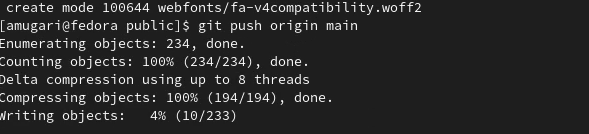 create mode 100644 webfonts/fa-v4compatibility.woff2
[amugari@fedora public]$ git push origin main
Enumerating objects: 234, done.
Counting objects: 100% (234/234), done.
Delta compression using up to 8 threads
Compressing objects: 100% (194/194), done.
Writing objects:   4% (10/233)